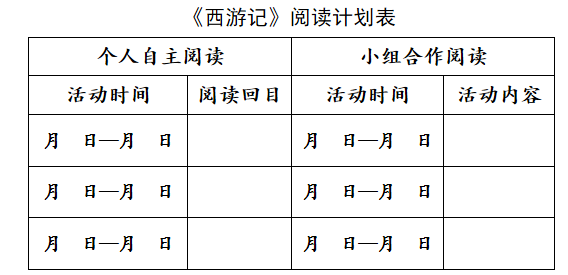 《西游记》阅读计划表
个人自主阅读 小组合作阅读
活动时间 阅读回目 活动时间 活动内容
月 日—月 日 月 日—月 日
月 日—月 日 月 日—月 日
月 日—月 日 月 日—月 日